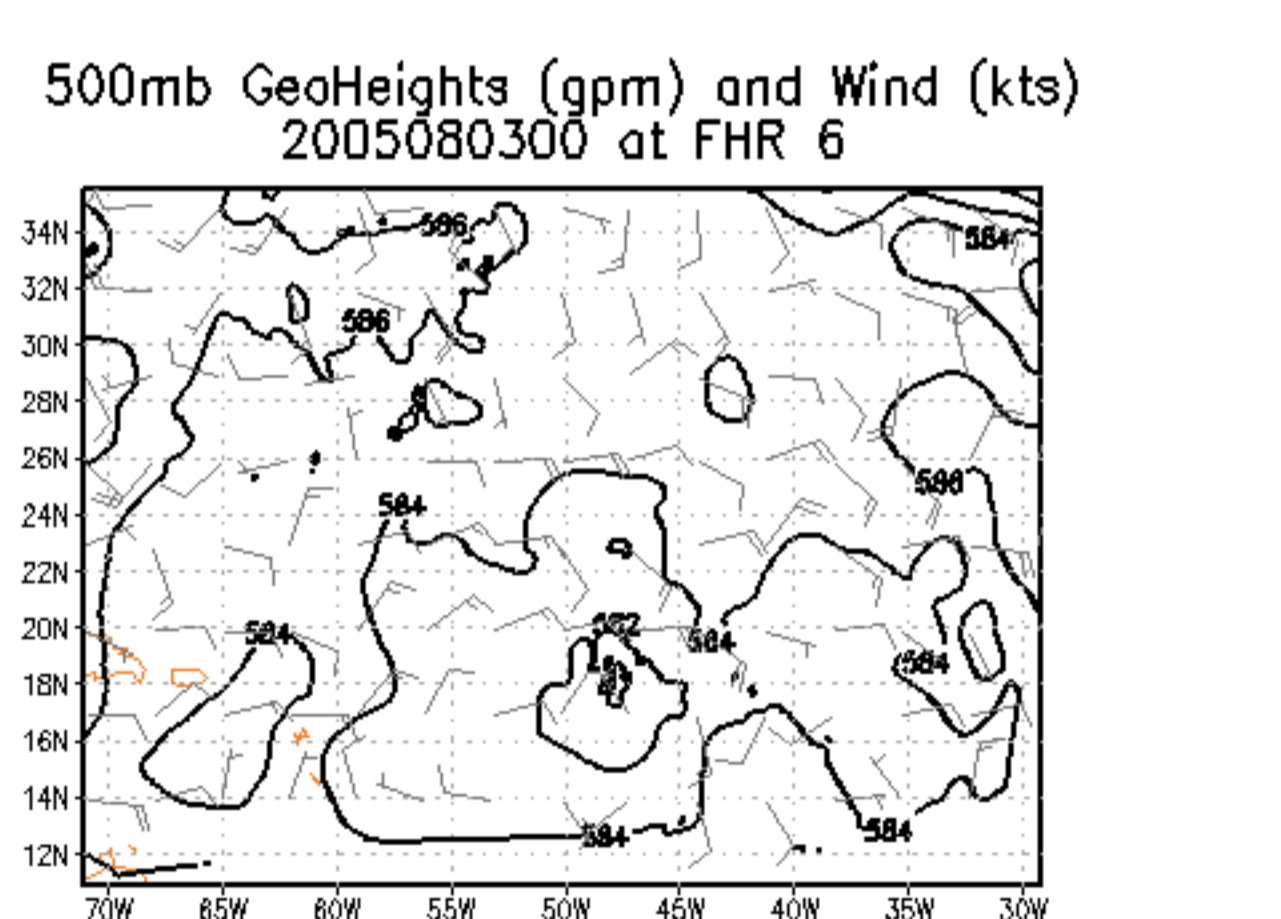 500mb GeoHeights (gpm) and Wind (kts)
2005080300 at FHR 6
586
34N
584
32N
586
30N
28N
26N
586
24N
584
22N
20N
584
582
584
584
18N
16N
14N
584
584
12N
70W 65W 60W 55W 50W 45W 40W 35W 30W